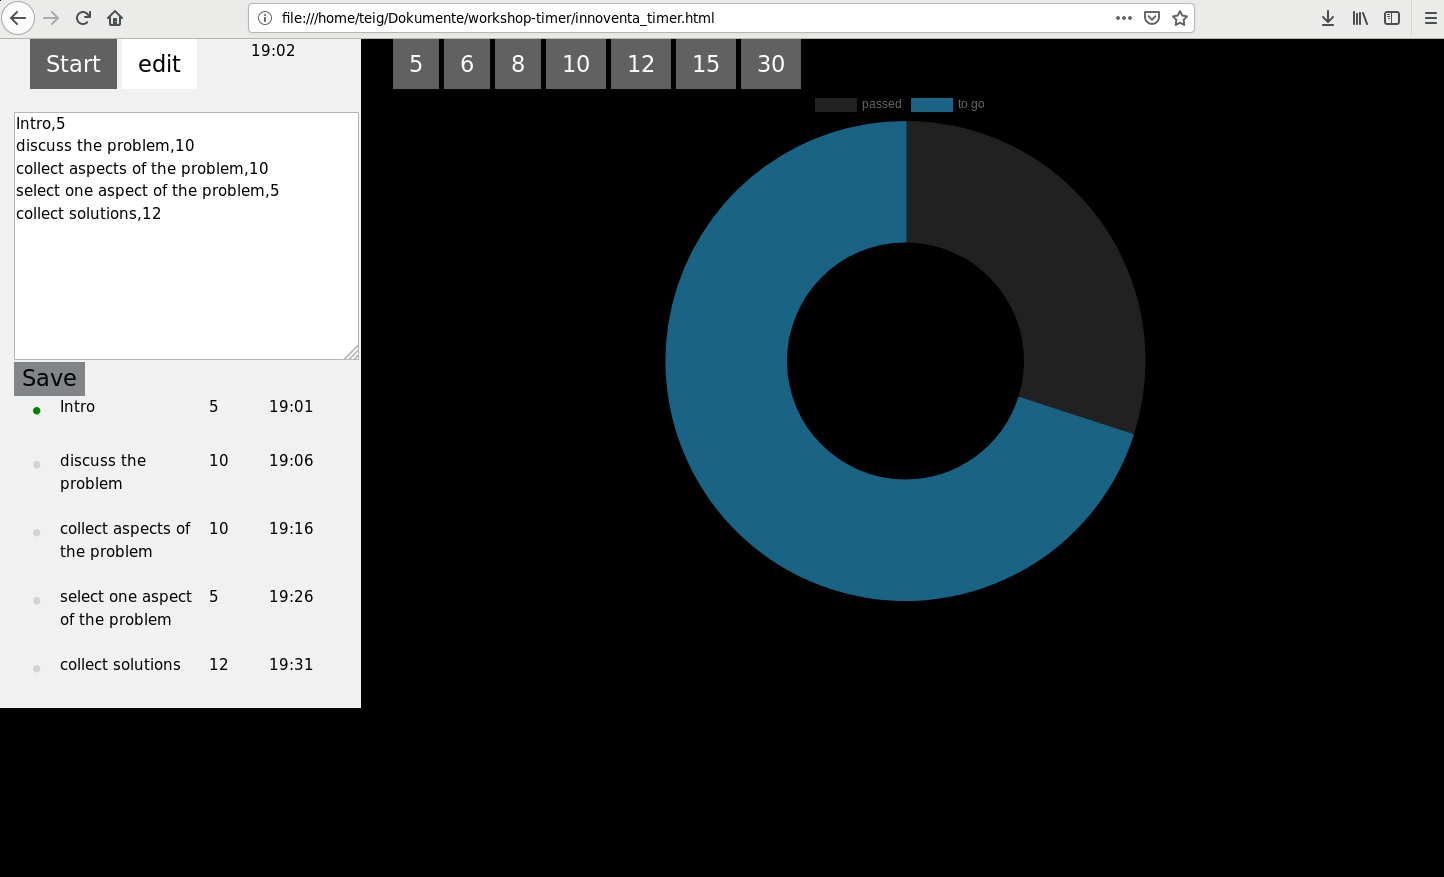 file:///home/teig/Dokumente/workshop-timer/innoventa_timer.html
Start edit 19:02
5 6 8 10 12 15 30
passed to go
Intro,5
discuss the problem,10
collect aspects of the problem,10
select one aspect of the problem,5
collect solutions,12
Save
Intro 5 19:01
discuss the 10 19:06
problem
collect aspects of 10 19:16
the problem
select one aspect 5 19:26
of the problem
collect solutions 12 19:31